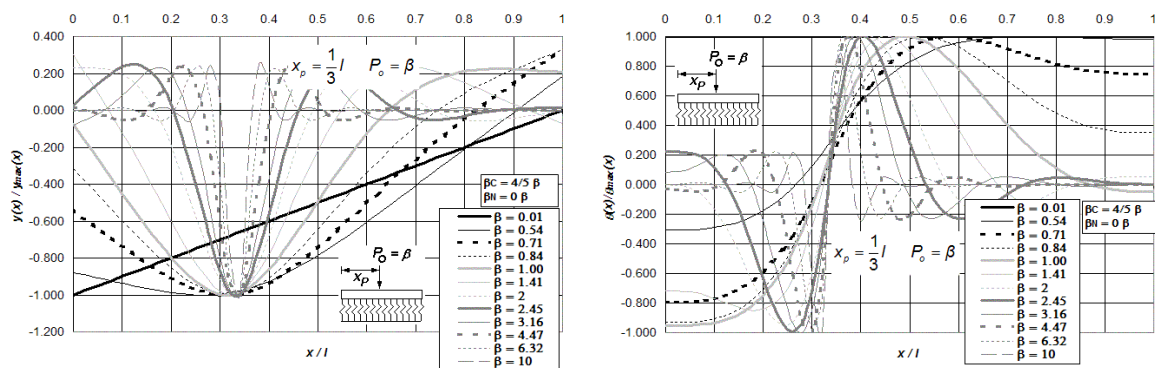 0 0.1 0.2 0.3 0.4 0.5 0.6 0.7 0.8 0.9 1
0.400
0.200
0.000
-0.200
-0.400
-0.600
-0.800
-1.000
-1.200
y(x) / ymax(x)
x / l
xp = 1/3 l Po = β
Po = β
xp
βC = 4/5 β
βN = 0 β
β = 0.01
β = 0.54
β = 0.71
β = 0.84
β = 1.00
β = 1.41
β = 2
β = 2.45
β = 3.16
β = 4.47
β = 6.32
β = 10
0 0.1 0.2 0.3 0.4 0.5 0.6 0.7 0.8 0.9 1
1.000
0.800
0.600
0.400
0.200
0.000
-0.200
-0.400
-0.600
-0.800
-1.000
x / l
Po = β
xp
xp = 1/3 l Po = β
βC = 4/5 β
βN = 0 β
β = 0.01
β = 0.54
β = 0.71
β = 0.84
β = 1.00
β = 1.41
β = 2
β = 2.45
β = 3.16
β = 4.47
β = 6.32
β = 10